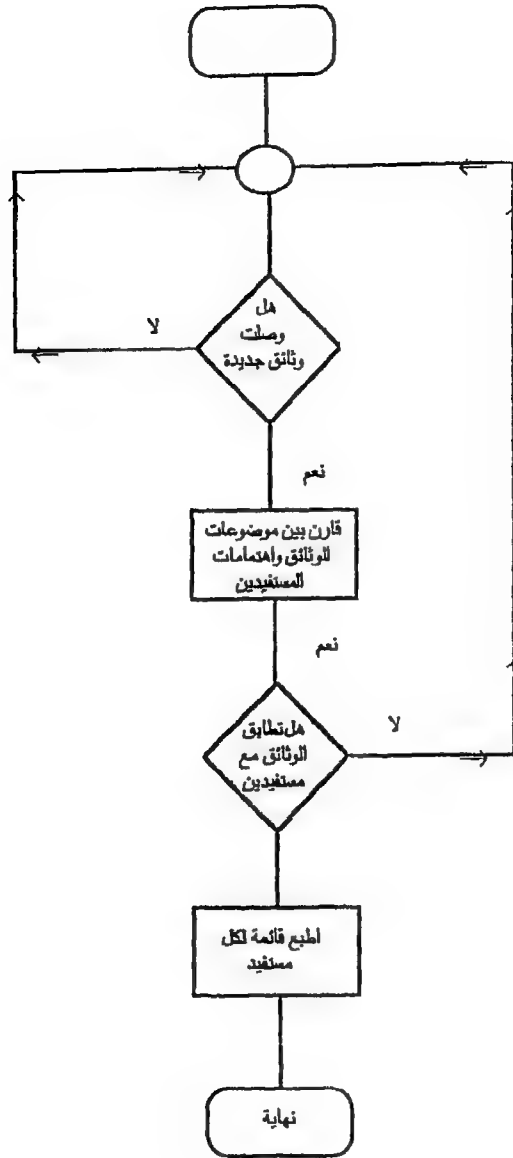 هل
وصلت
وثائق جديدة
لا
نعم
قارن بين موضوعات
الوثائق واهتمامات
المستفيدين
نعم
هل تطابق
الوثائق مع
مستفيدين
لا
اطبع قائمة لكل
مستفيد
نهاية